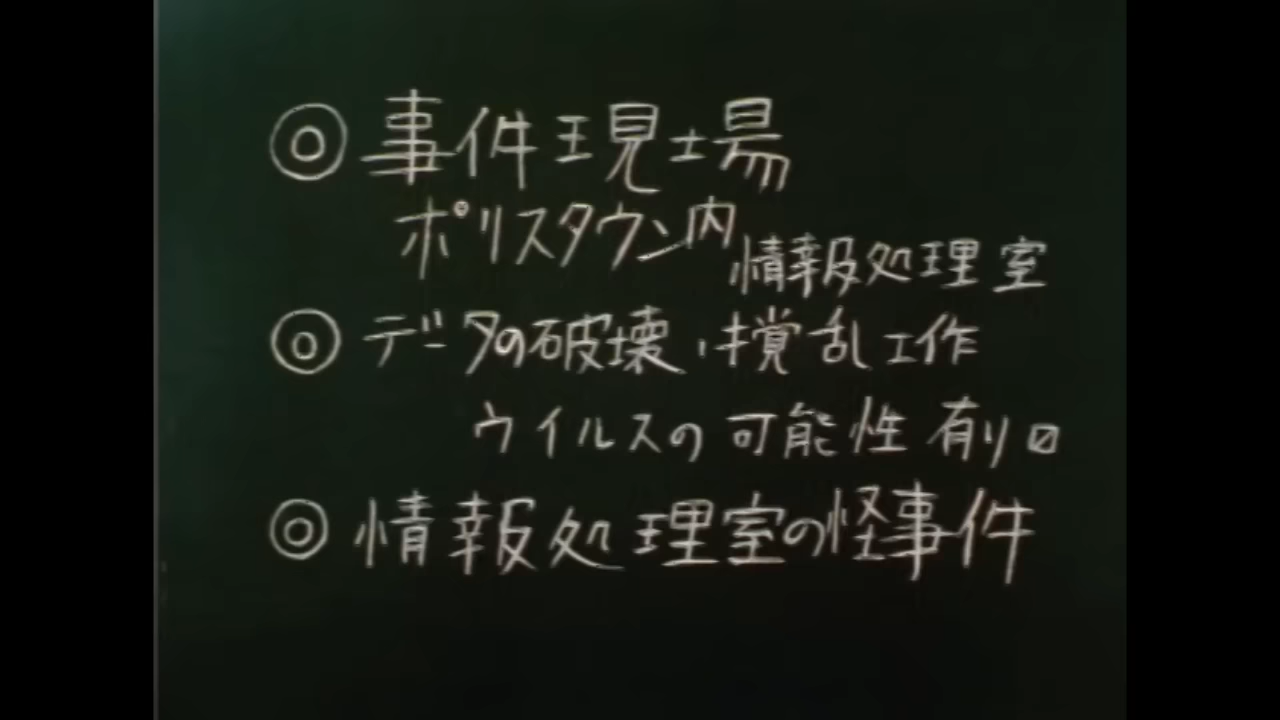 ◎事件現場
ポリスタウン内
情報処理室
◎データの破壊、撹乱工作
ウイルスの可能性有り〼
◎情報処理室の怪事件